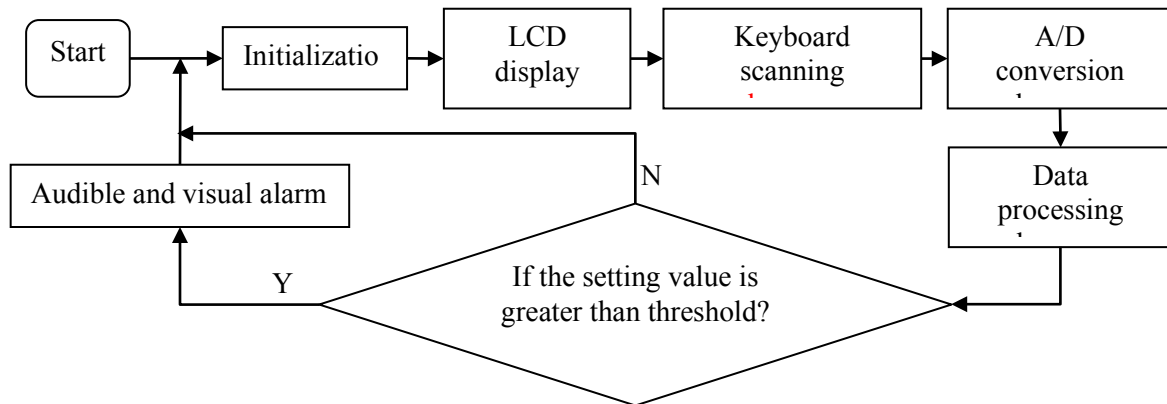 Start
Initializatio
LCD
display
Keyboard
scanning
A/D
conversion
Data
processing
N
Audible and visual alarm
Y
If the setting value is
greater than threshold?